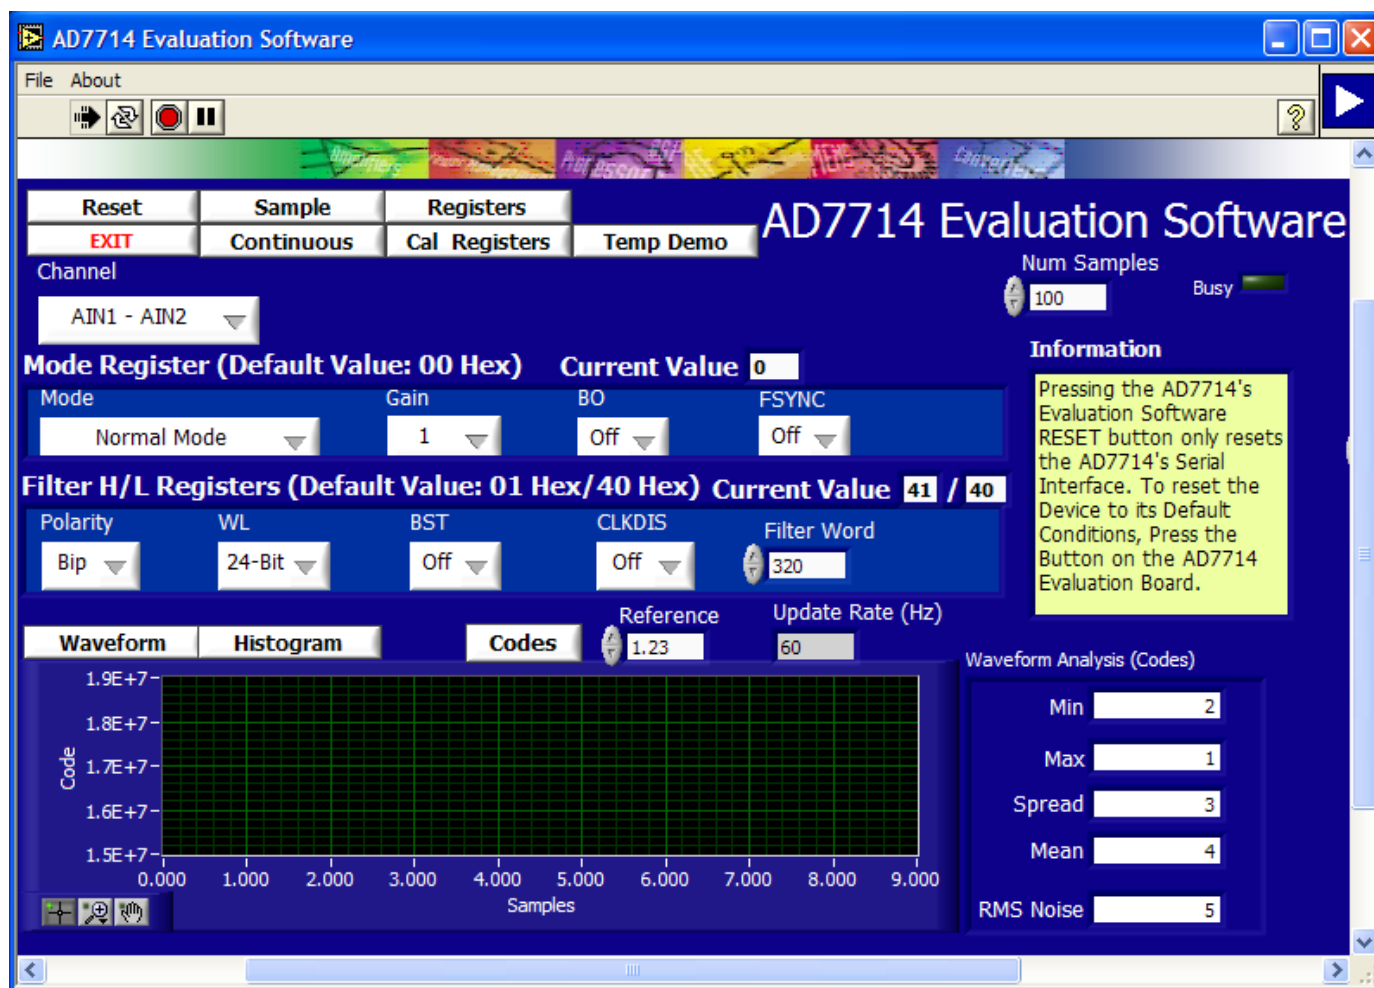 AD7714 Evaluation Software
File About
Amplifiers Power Processors DSP MEMS Converters
Reset Sample Registers
EXIT Continuous Cal Registers Temp Demo
AD7714 Evaluation Software
Channel
AIN1 - AIN2
Num Samples
100
Busy
Mode Register (Default Value: 00 Hex) Current Value 0
Mode Gain BO FSYNC
Normal Mode 1 Off Off
Filter H/L Registers (Default Value: 01 Hex/40 Hex) Current Value 41 / 40
Polarity WL BST CLKDIS Filter Word
Bip 24-Bit Off Off 320
Information
Pressing the AD7714's
Evaluation Software
RESET button only resets
the AD7714's Serial
Interface. To reset the
Device to its Default
Conditions, Press the
Button on the AD7714
Evaluation Board.
Reference Update Rate (Hz)
Waveform Histogram Codes 1.23 60
1.9E+7
1.8E+7
1.7E+7
1.6E+7
1.5E+7
Code
0.000 1.000 2.000 3.000 4.000 5.000 6.000 7.000 8.000 9.000
Samples
Waveform Analysis (Codes)
Min 2
Max 1
Spread 3
Mean 4
RMS Noise 5